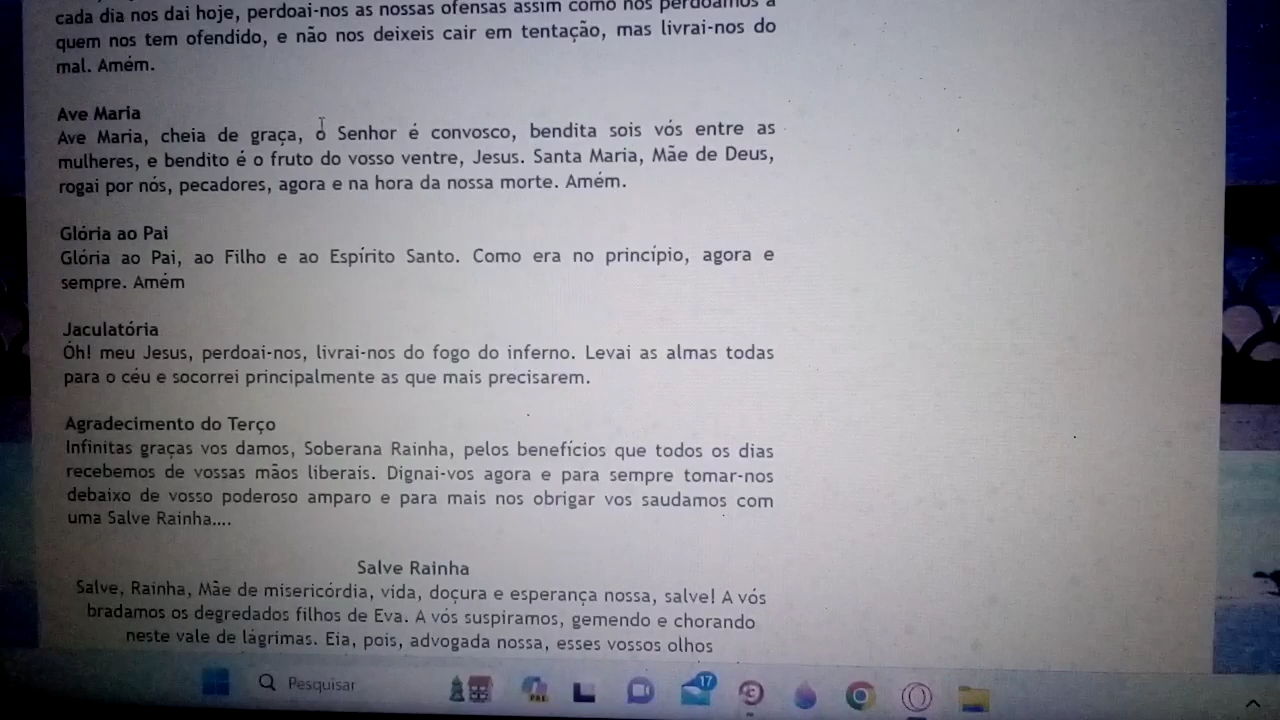 cada dia nos dai hoje, perdoai-nos as nossas ofensas assim como nós perdoamos a
quem nos tem ofendido, e não nos deixeis cair em tentação, mas livrai-nos do
mal. Amém.
Ave Maria
Ave Maria, cheia de graça, o Senhor é convosco, bendita sois vós entre as
mulheres, e bendito é o fruto do vosso ventre, Jesus. Santa Maria, Mãe de Deus,
rogai por nós, pecadores, agora e na hora da nossa morte. Amém.
Glória ao Pai
Glória ao Pai, ao Filho e ao Espírito Santo. Como era no princípio, agora e
sempre. Amém
Jaculatória
Óh! meu Jesus, perdoai-nos, livrai-nos do fogo do inferno. Levai as almas todas
para o céu e socorrei principalmente as que mais precisarem.
Agradecimento do Terço
Infinitas graças vos damos, Soberana Rainha, pelos benefícios que todos os dias
recebemos de vossas mãos liberais. Dignai-vos agora e para sempre tomar-nos
debaixo de vosso poderoso amparo e para mais nos obrigar vos saudamos com
uma Salve Rainha....
Salve Rainha
Salve, Rainha, Mãe de misericórdia, vida, doçura e esperança nossa, salve! A vós
bradamos os degredados filhos de Eva. A vós suspiramos, gemendo e chorando
neste vale de lágrimas. Eia, pois, advogada nossa, esses vossos olhos
Pesquisar
PRE
17